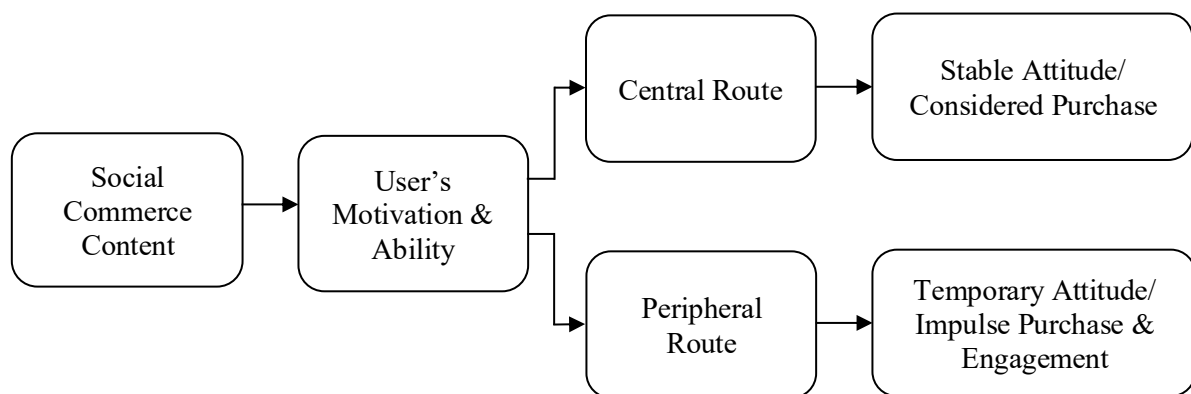 Social
Commerce
Content
User’s
Motivation &
Ability
Central Route
Stable Attitude/
Considered Purchase
Peripheral
Route
Temporary Attitude/
Impulse Purchase &
Engagement